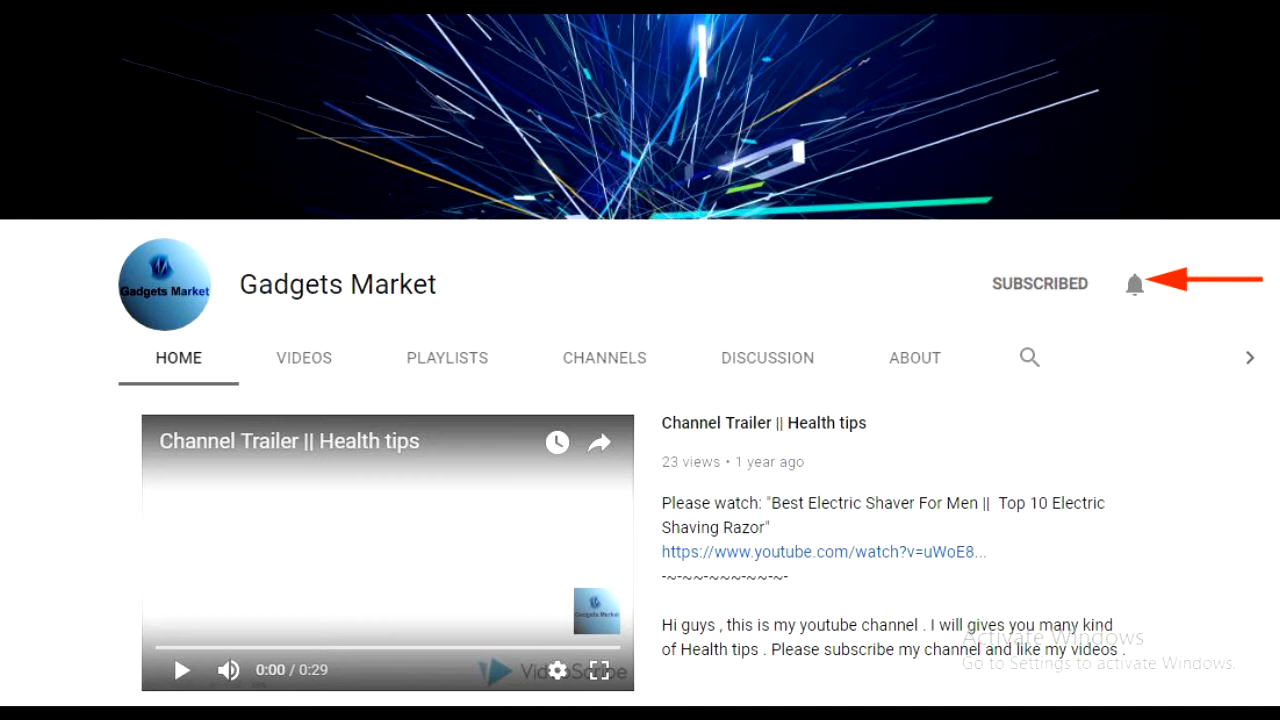 Gadgets Market
Gadgets Market
SUBSCRIBED
HOME
VIDEOS
PLAYLISTS
CHANNELS
DISCUSSION
ABOUT
Channel Trailer || Health tips
Gadgets Market
0:00 / 0:29
VideoScribe
Channel Trailer || Health tips
23 views • 1 year ago
Please watch: "Best Electric Shaver For Men || Top 10 Electric
Shaving Razor"
https://www.youtube.com/watch?v=uWoE8...
-~-~~-~~~-~~-~-
Hi guys , this is my youtube channel . I will gives you many kind
of Health tips . Please subscribe my channel and like my videos .
Activate Windows
Go to Settings to activate Windows.